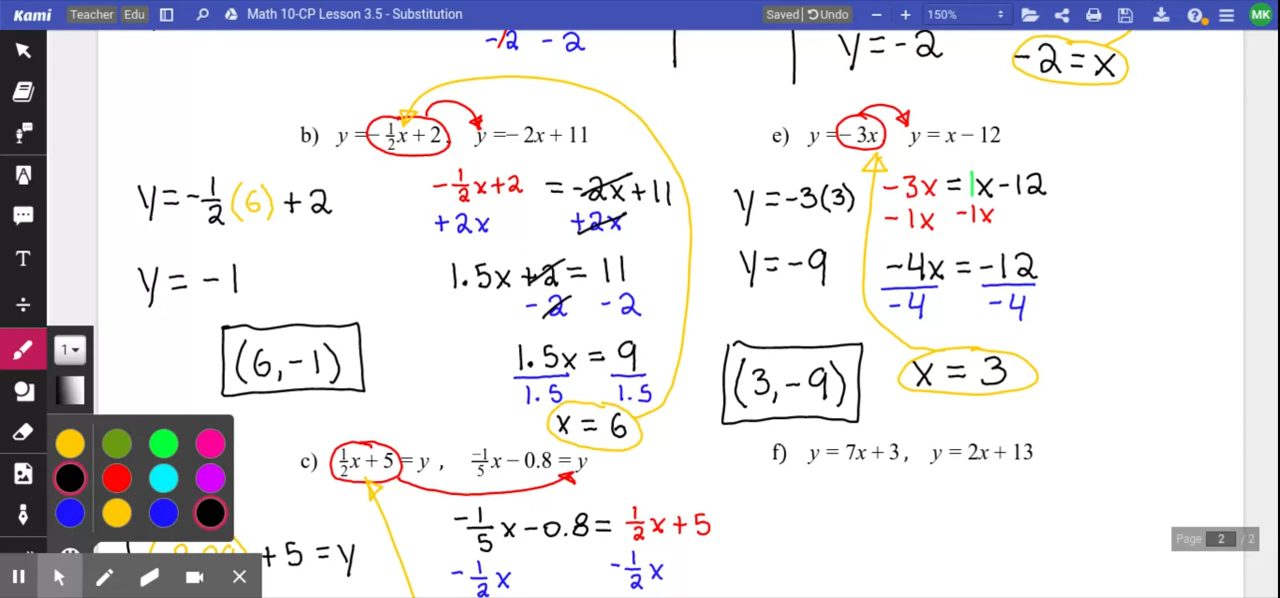 Kami Teacher Edu Math 10-CP Lesson 3.5 - Substitution Saved Undo 150% MK
-12 -2
y = -2
-2 = x
b) y = -1/2x + 2, y = -2x + 11
y = -1/2(6) + 2
-1/2x + 2 = -2x + 11
+2x +2x
y = -1
1.5x + 2 = 11
-2 -2
(6, -1)
1.5x = 9
1.5 1.5
x = 6
e) y = -3x y = x - 12
y = -3(3)
-3x = 1x - 12
-1x -1x
y = -9
-4x = -12
-4 -4
(3, -9)
x = 3
c) 1/2x + 5 = y, -1/5x - 0.8 = y
-1/5x - 0.8 = 1/2x + 5
-1/2x -1/2x
+ 5 = y
f) y = 7x + 3, y = 2x + 13
Page 2 / 2
T
1